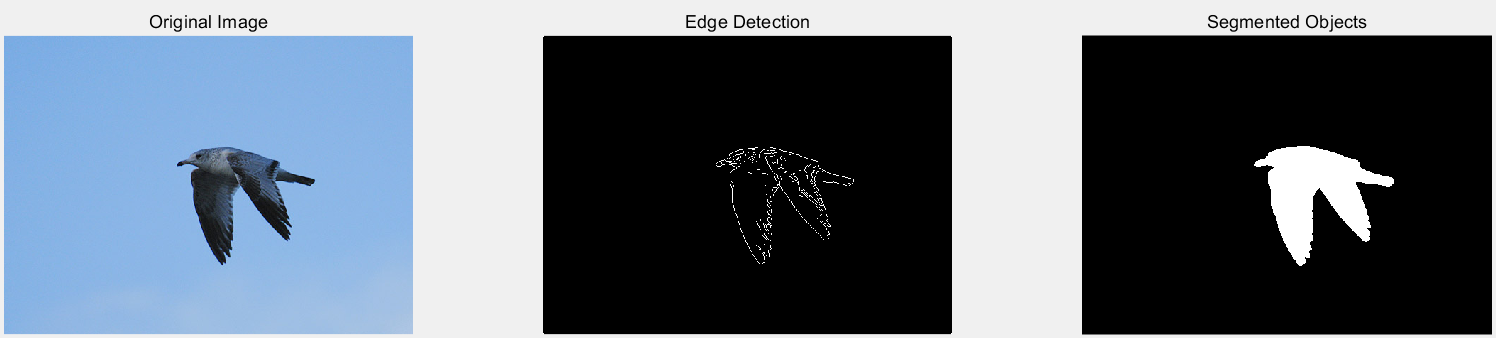 Original Image
Edge Detection
Segmented Objects